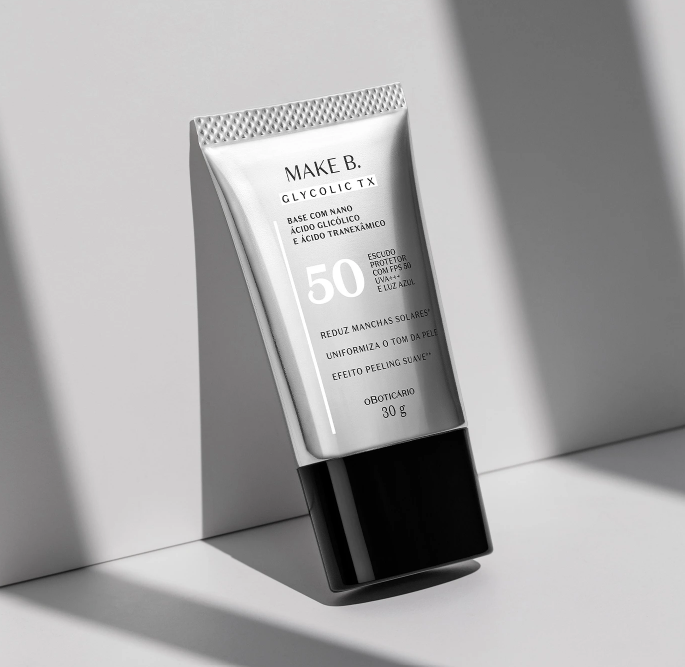 MAKE B.
GLYCOLIC TX
BASE COM NANO
ÁCIDO GLICÓLICO
E ÁCIDO TRANEXÂMICO
50
ESCUDO
PROTETOR
COM FPS 80
UVA+++
E LUZ AZUL
REDUZ MANCHAS SOLARES*
UNIFORMIZA O TOM DA PELE
EFEITO PEELING SUAVE**
OBOTICÁRIO
30 g